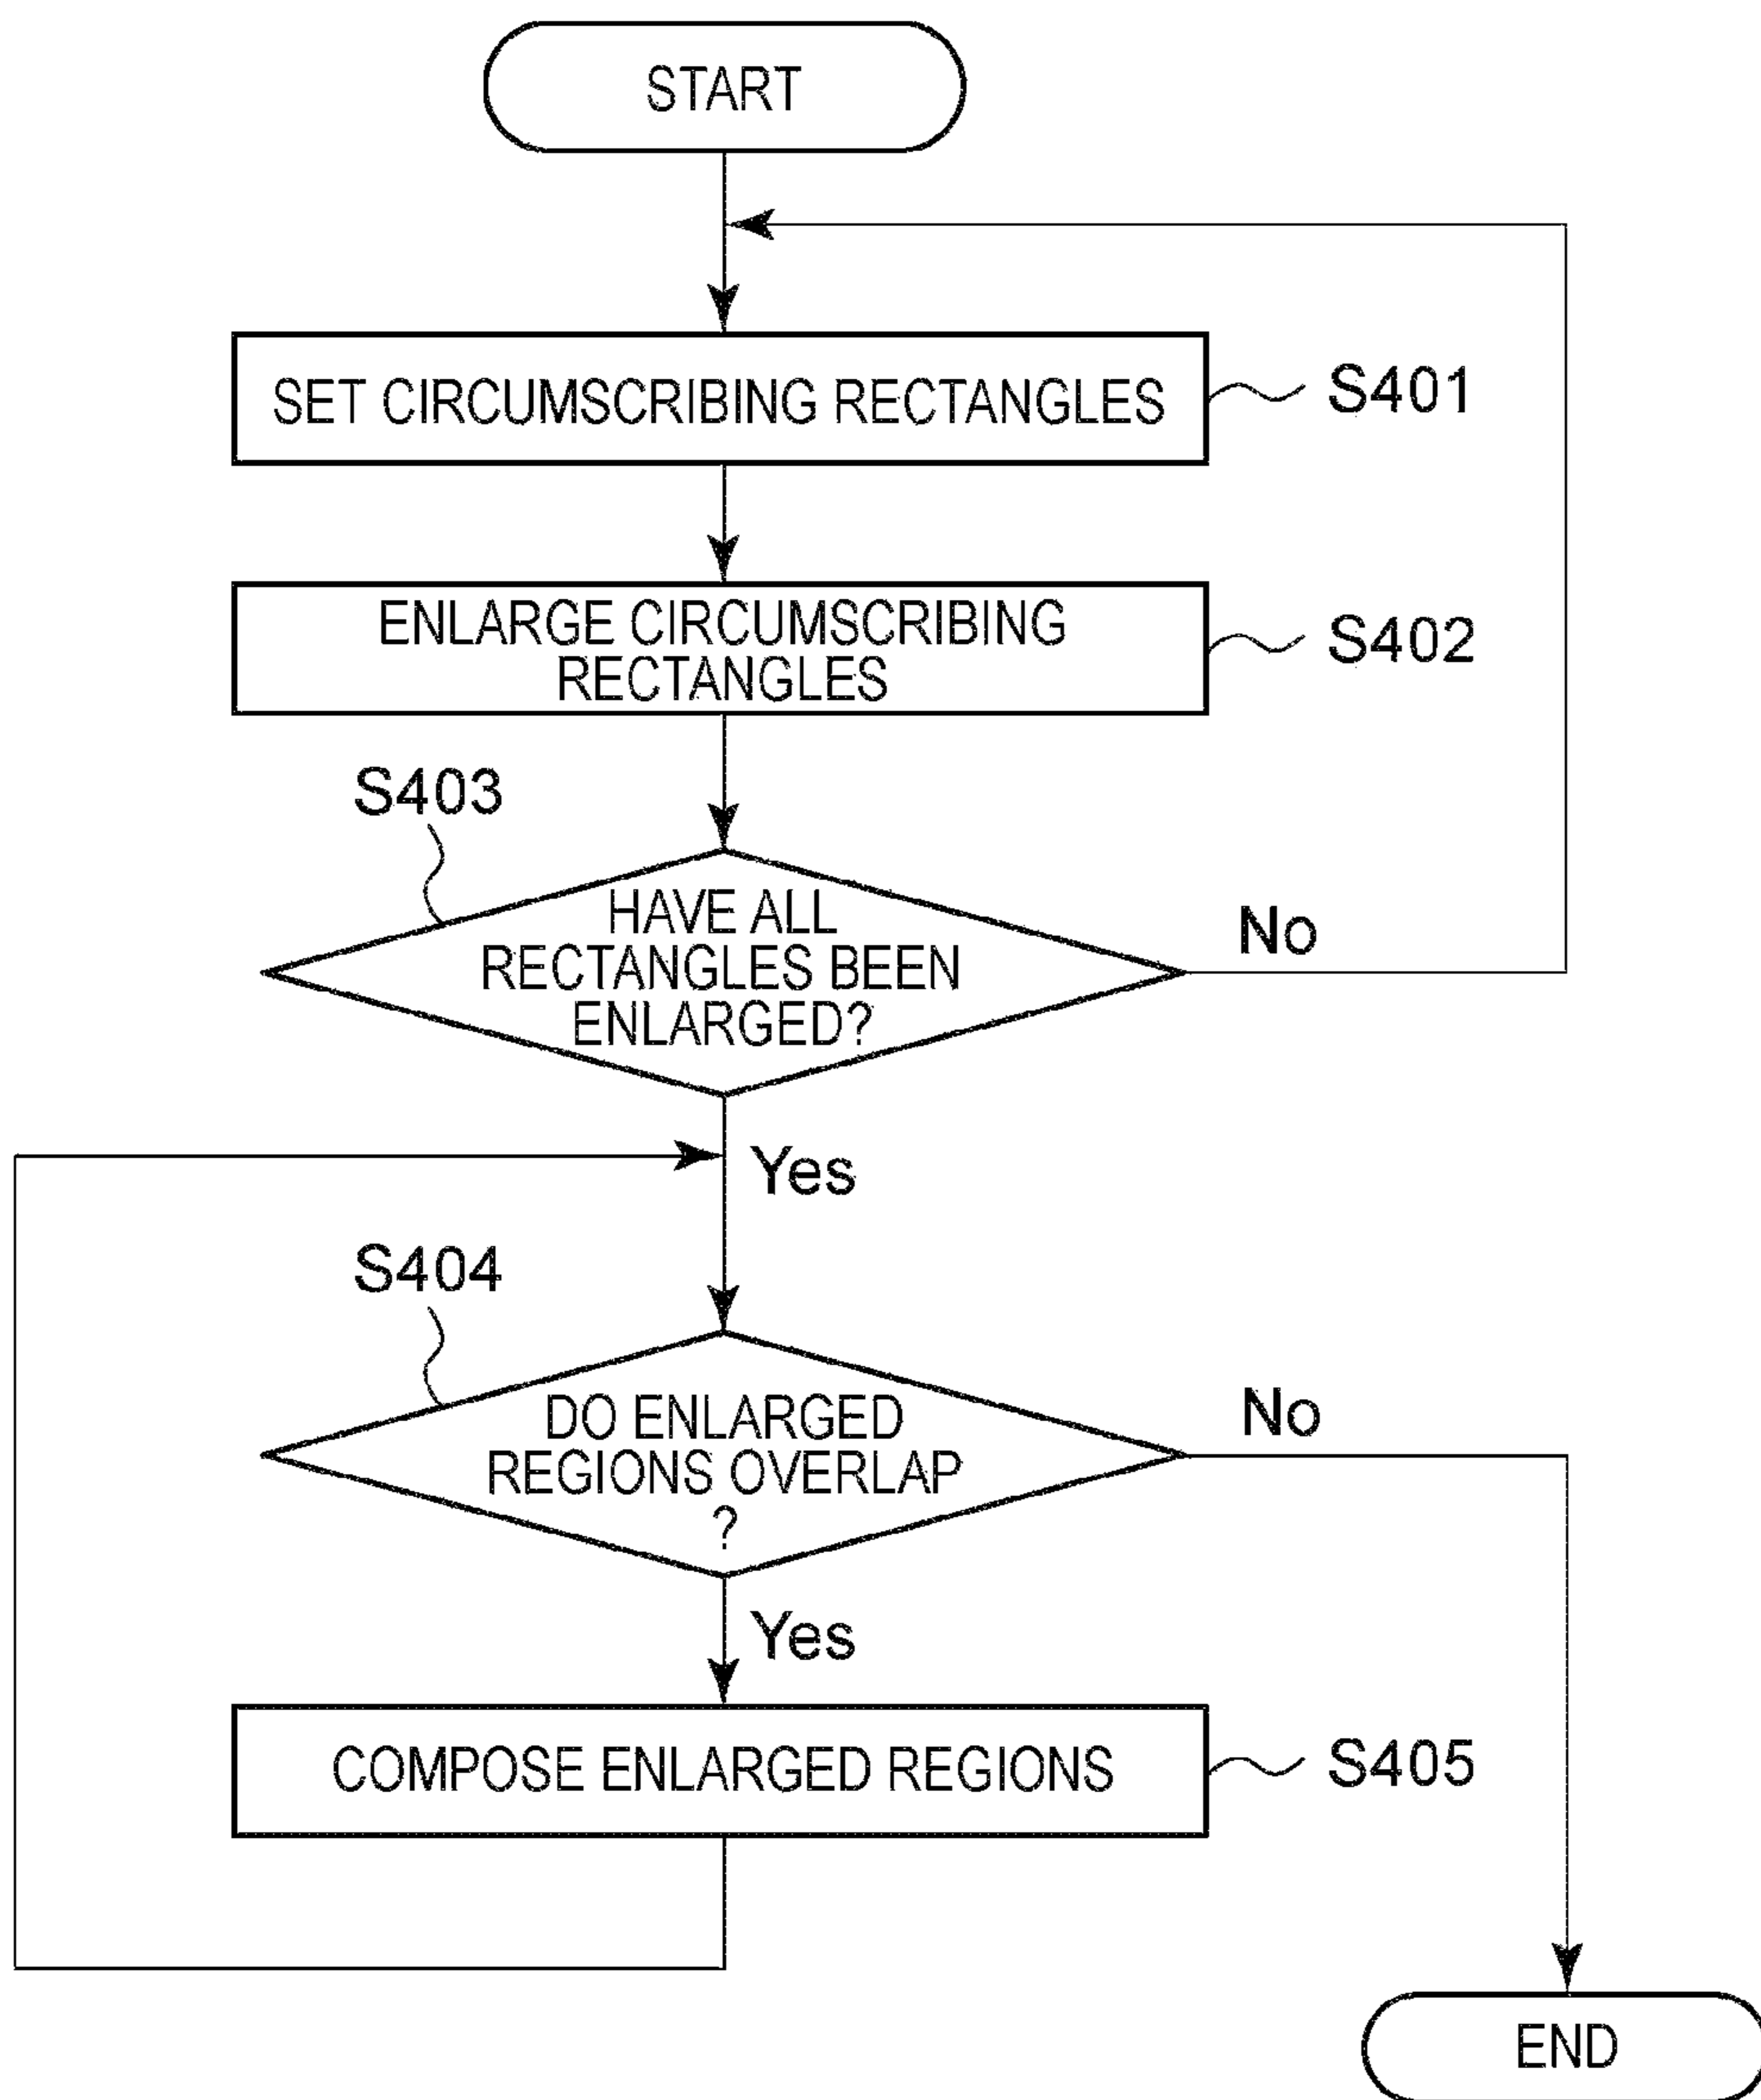 START
SET CIRCUMSCRIBING RECTANGLES
S401
ENLARGE CIRCUMSCRIBING
RECTANGLES
S402
S403
HAVE ALL
RECTANGLES BEEN
ENLARGED?
No
Yes
S404
DO ENLARGED
REGIONS OVERLAP
?
No
Yes
COMPOSE ENLARGED REGIONS
S405
END